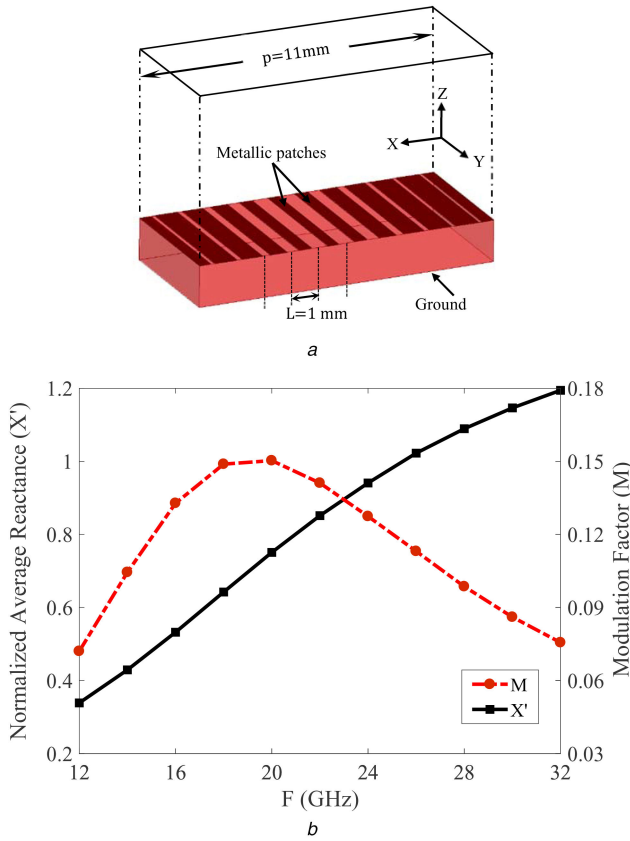 p=11mm
Z
X
Y
Metallic patches
L=1 mm
Ground
a
Normalized Average Reactance (X')
1.2
1
0.8
0.6
0.4
0.2
0.18
0.15
0.12
0.09
0.06
0.03
Modulation Factor (M)
M
X'
12 16 20 24 28 32
F (GHz)
b